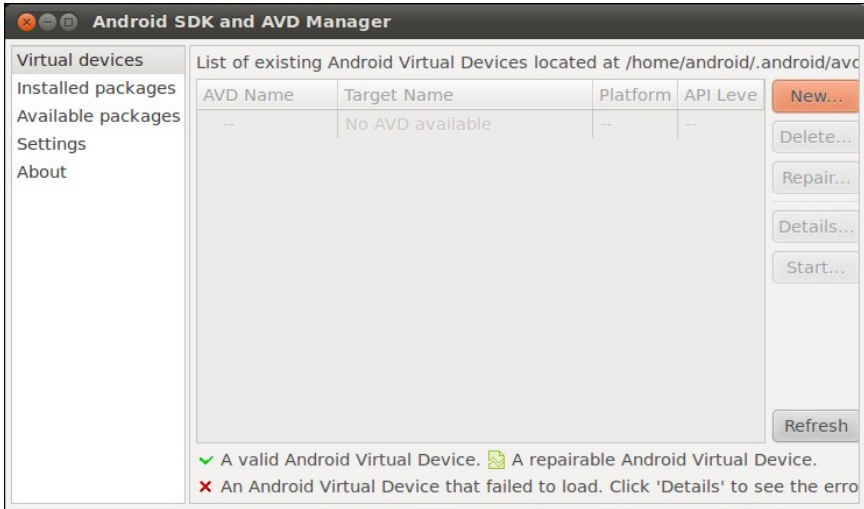 Android SDK and AVD Manager
Virtual devices
Installed packages
Available packages
Settings
About
List of existing Android Virtual Devices located at /home/android/.android/avd
AVD Name Target Name Platform API Leve
-- No AVD available -- --
New...
Delete...
Repair...
Details...
Start...
Refresh
A valid Android Virtual Device. A repairable Android Virtual Device.
An Android Virtual Device that failed to load. Click 'Details' to see the erro